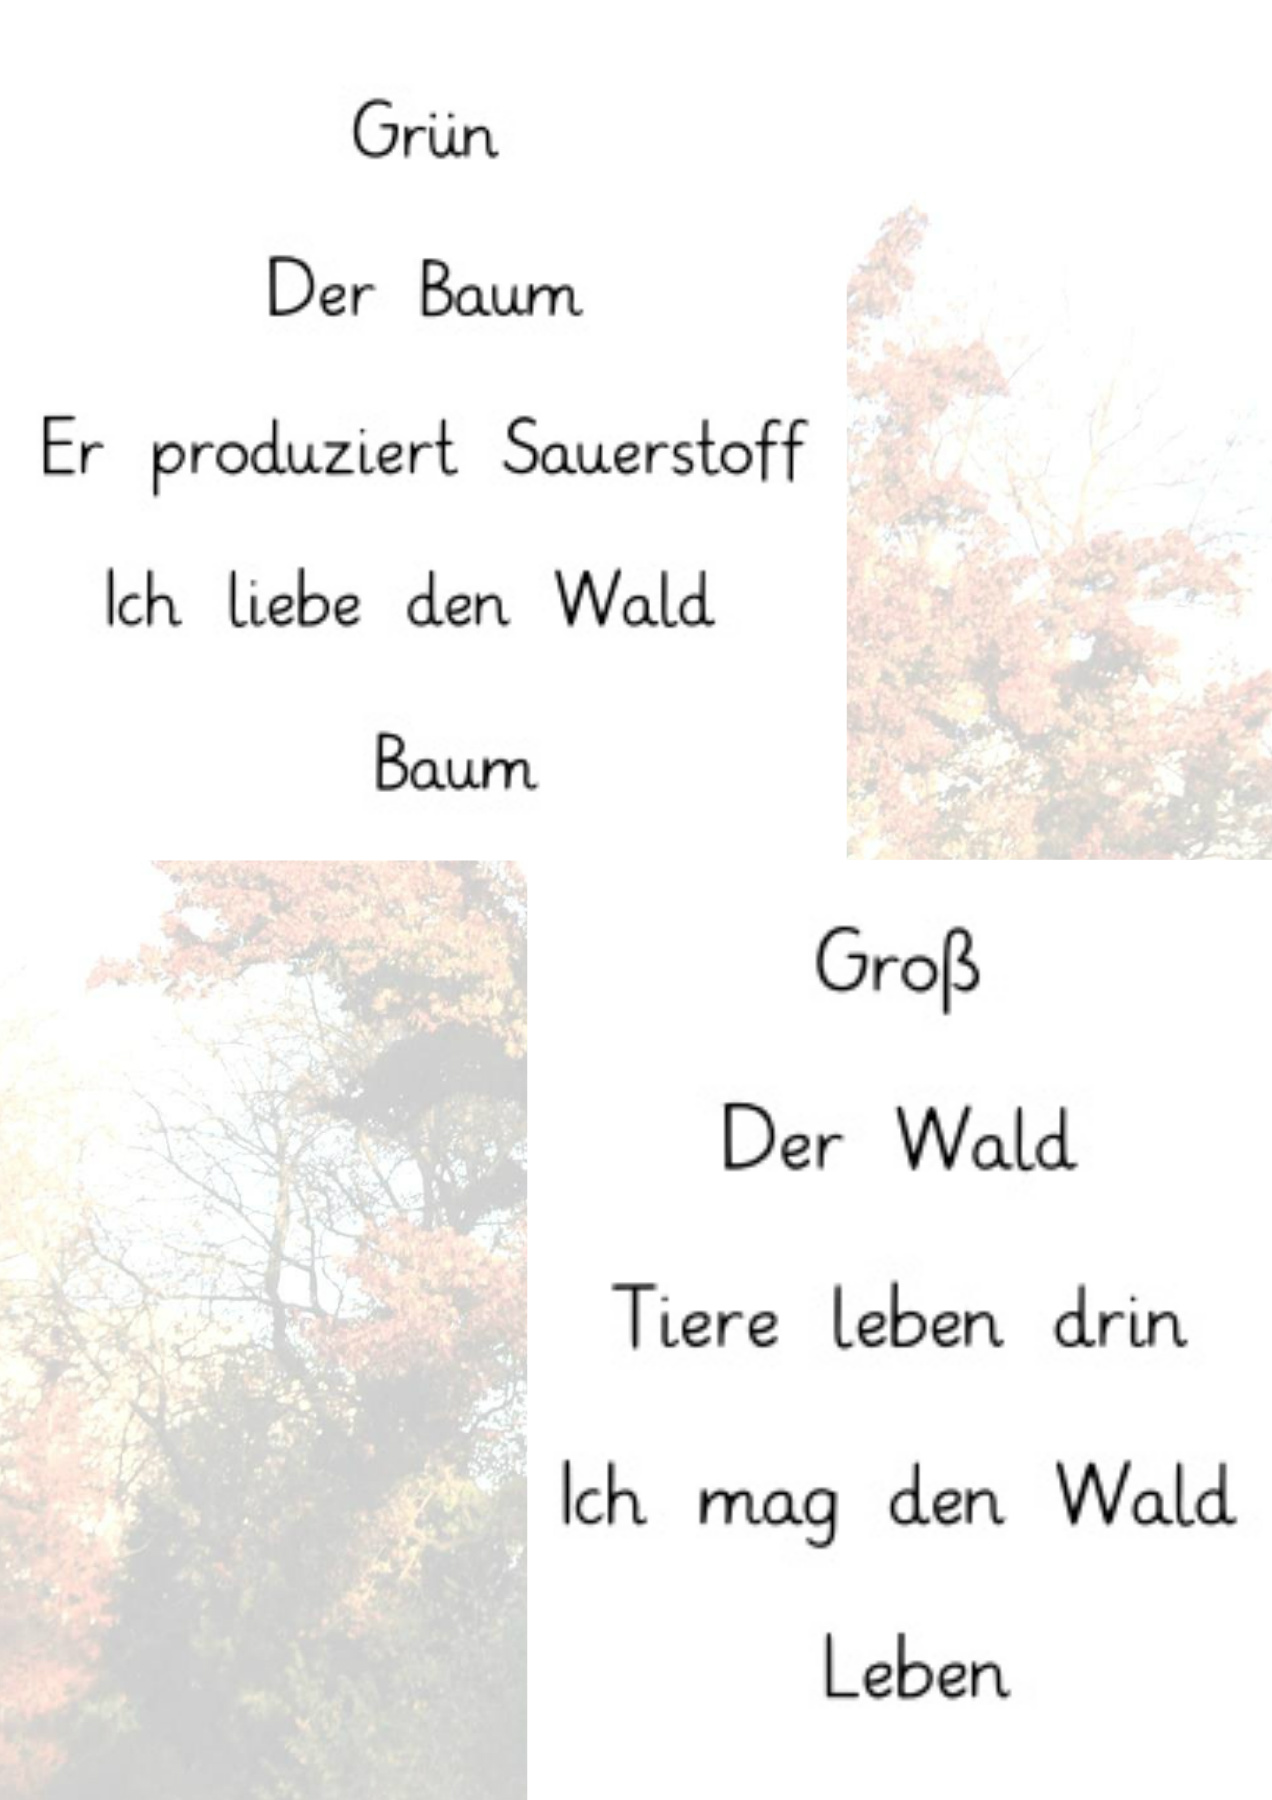 Grün
Der Baum
Er produziert Sauerstoff
Ich liebe den Wald
Baum
Groß
Der Wald
Tiere leben drin
Ich mag den Wald
Leben